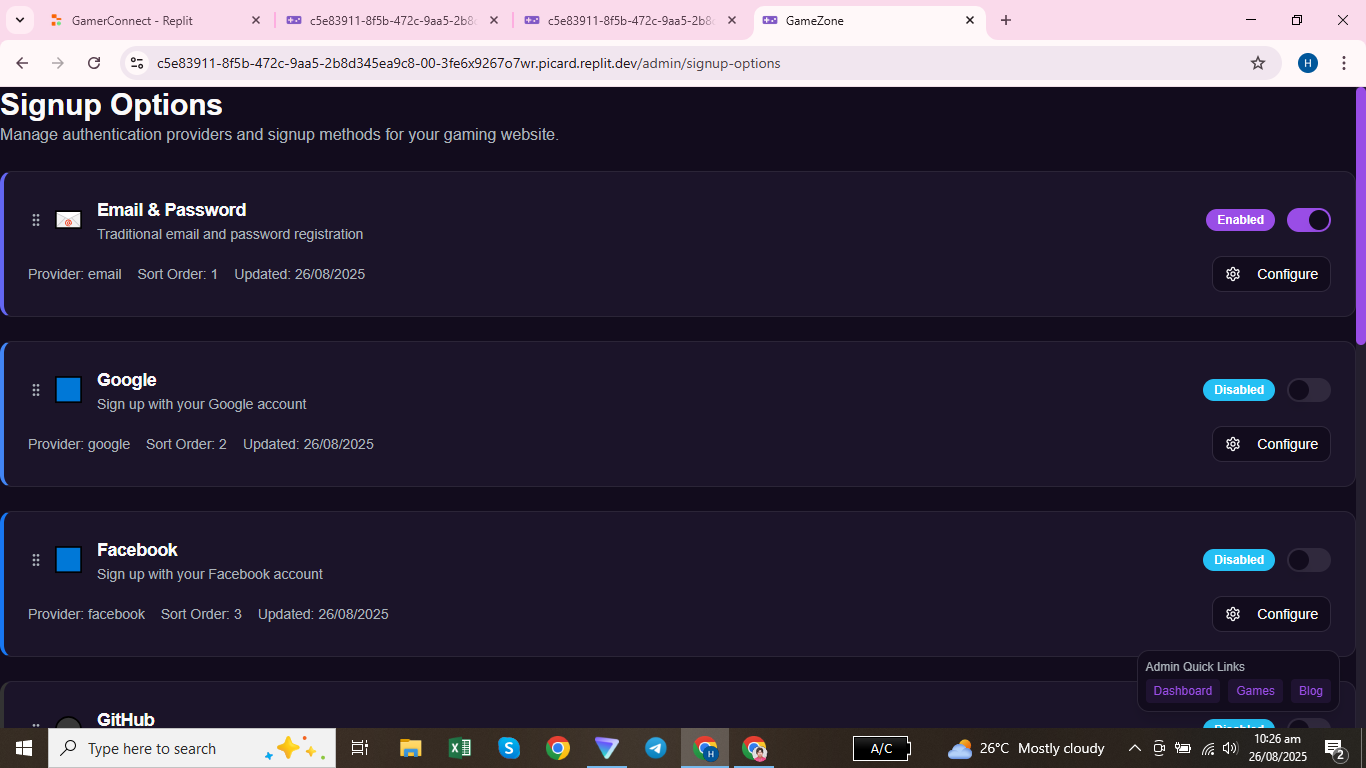 GamerConnect - Replit
c5e83911-8f5b-472c-9aa5-2b8d
c5e83911-8f5b-472c-9aa5-2b8d
GameZone
c5e83911-8f5b-472c-9aa5-2b8d345ea9c8-00-3fe6x9267o7wr.picard.replit.dev/admin/signup-options
H
Signup Options
Manage authentication providers and signup methods for your gaming website.
Email & Password
Traditional email and password registration
Enabled
Provider: email Sort Order: 1 Updated: 26/08/2025
Configure
Google
Sign up with your Google account
Disabled
Provider: google Sort Order: 2 Updated: 26/08/2025
Configure
Facebook
Sign up with your Facebook account
Disabled
Provider: facebook Sort Order: 3 Updated: 26/08/2025
Configure
GitHub
Disabled
Admin Quick Links
Dashboard Games Blog
Type here to search
A/C
26°C Mostly cloudy
10:26 am
26/08/2025
2